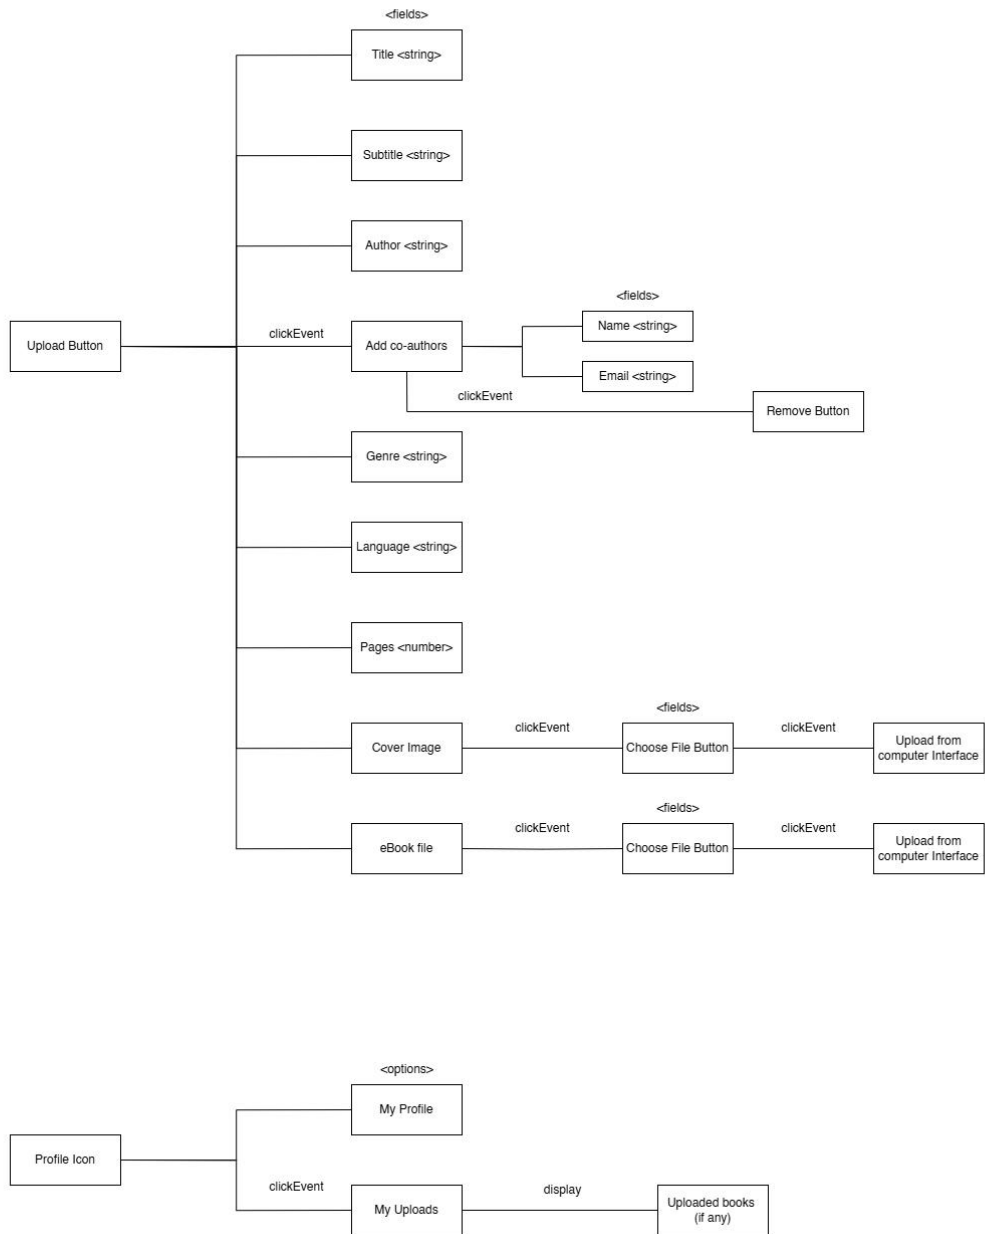 <fields>
Title <string>
Subtitle <string>
Author <string>
<fields>
Name <string>
Upload Button
clickEvent
Add co-authors
Email <string>
clickEvent
Remove Button
Genre <string>
Language <string>
Pages <number>
<fields>
clickEvent
clickEvent
Cover Image
Choose File Button
Upload from
computer Interface
<fields>
clickEvent
clickEvent
eBook file
Choose File Button
Upload from
computer Interface
<options>
My Profile
Profile Icon
clickEvent
display
My Uploads
Uploaded books
(if any)